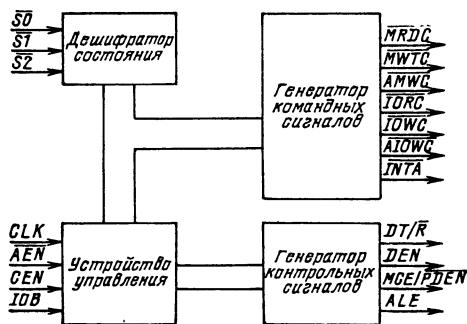 S0
S1
S2
Дешифратор
состояния
Генератор
командных
сигналов
MRDC
MWTC
AMWC
IORC
IOWC
AIOWC
INTA
CLK
AEN
CEN
IOB
Устройство
управления
Генератор
контрольных
сигналов
DT/R
DEN
MCE/PDEN
ALE